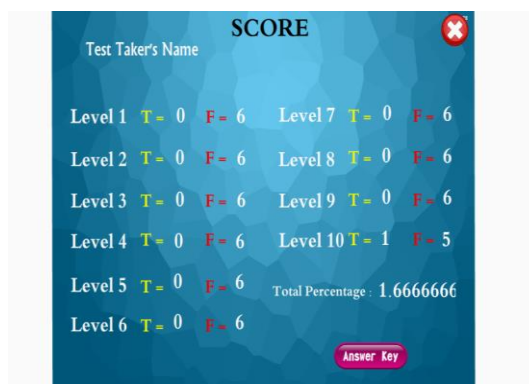 SCORE
Test Taker's Name
Level 1 T = 0 F = 6
Level 2 T = 0 F = 6
Level 3 T = 0 F = 6
Level 4 T = 0 F = 6
Level 5 T = 0 F = 6
Level 6 T = 0 F = 6
Level 7 T = 0 F = 6
Level 8 T = 0 F = 6
Level 9 T = 0 F = 6
Level 10 T = 1 F = 5
Total Percentage : 1.6666666
Answer Key